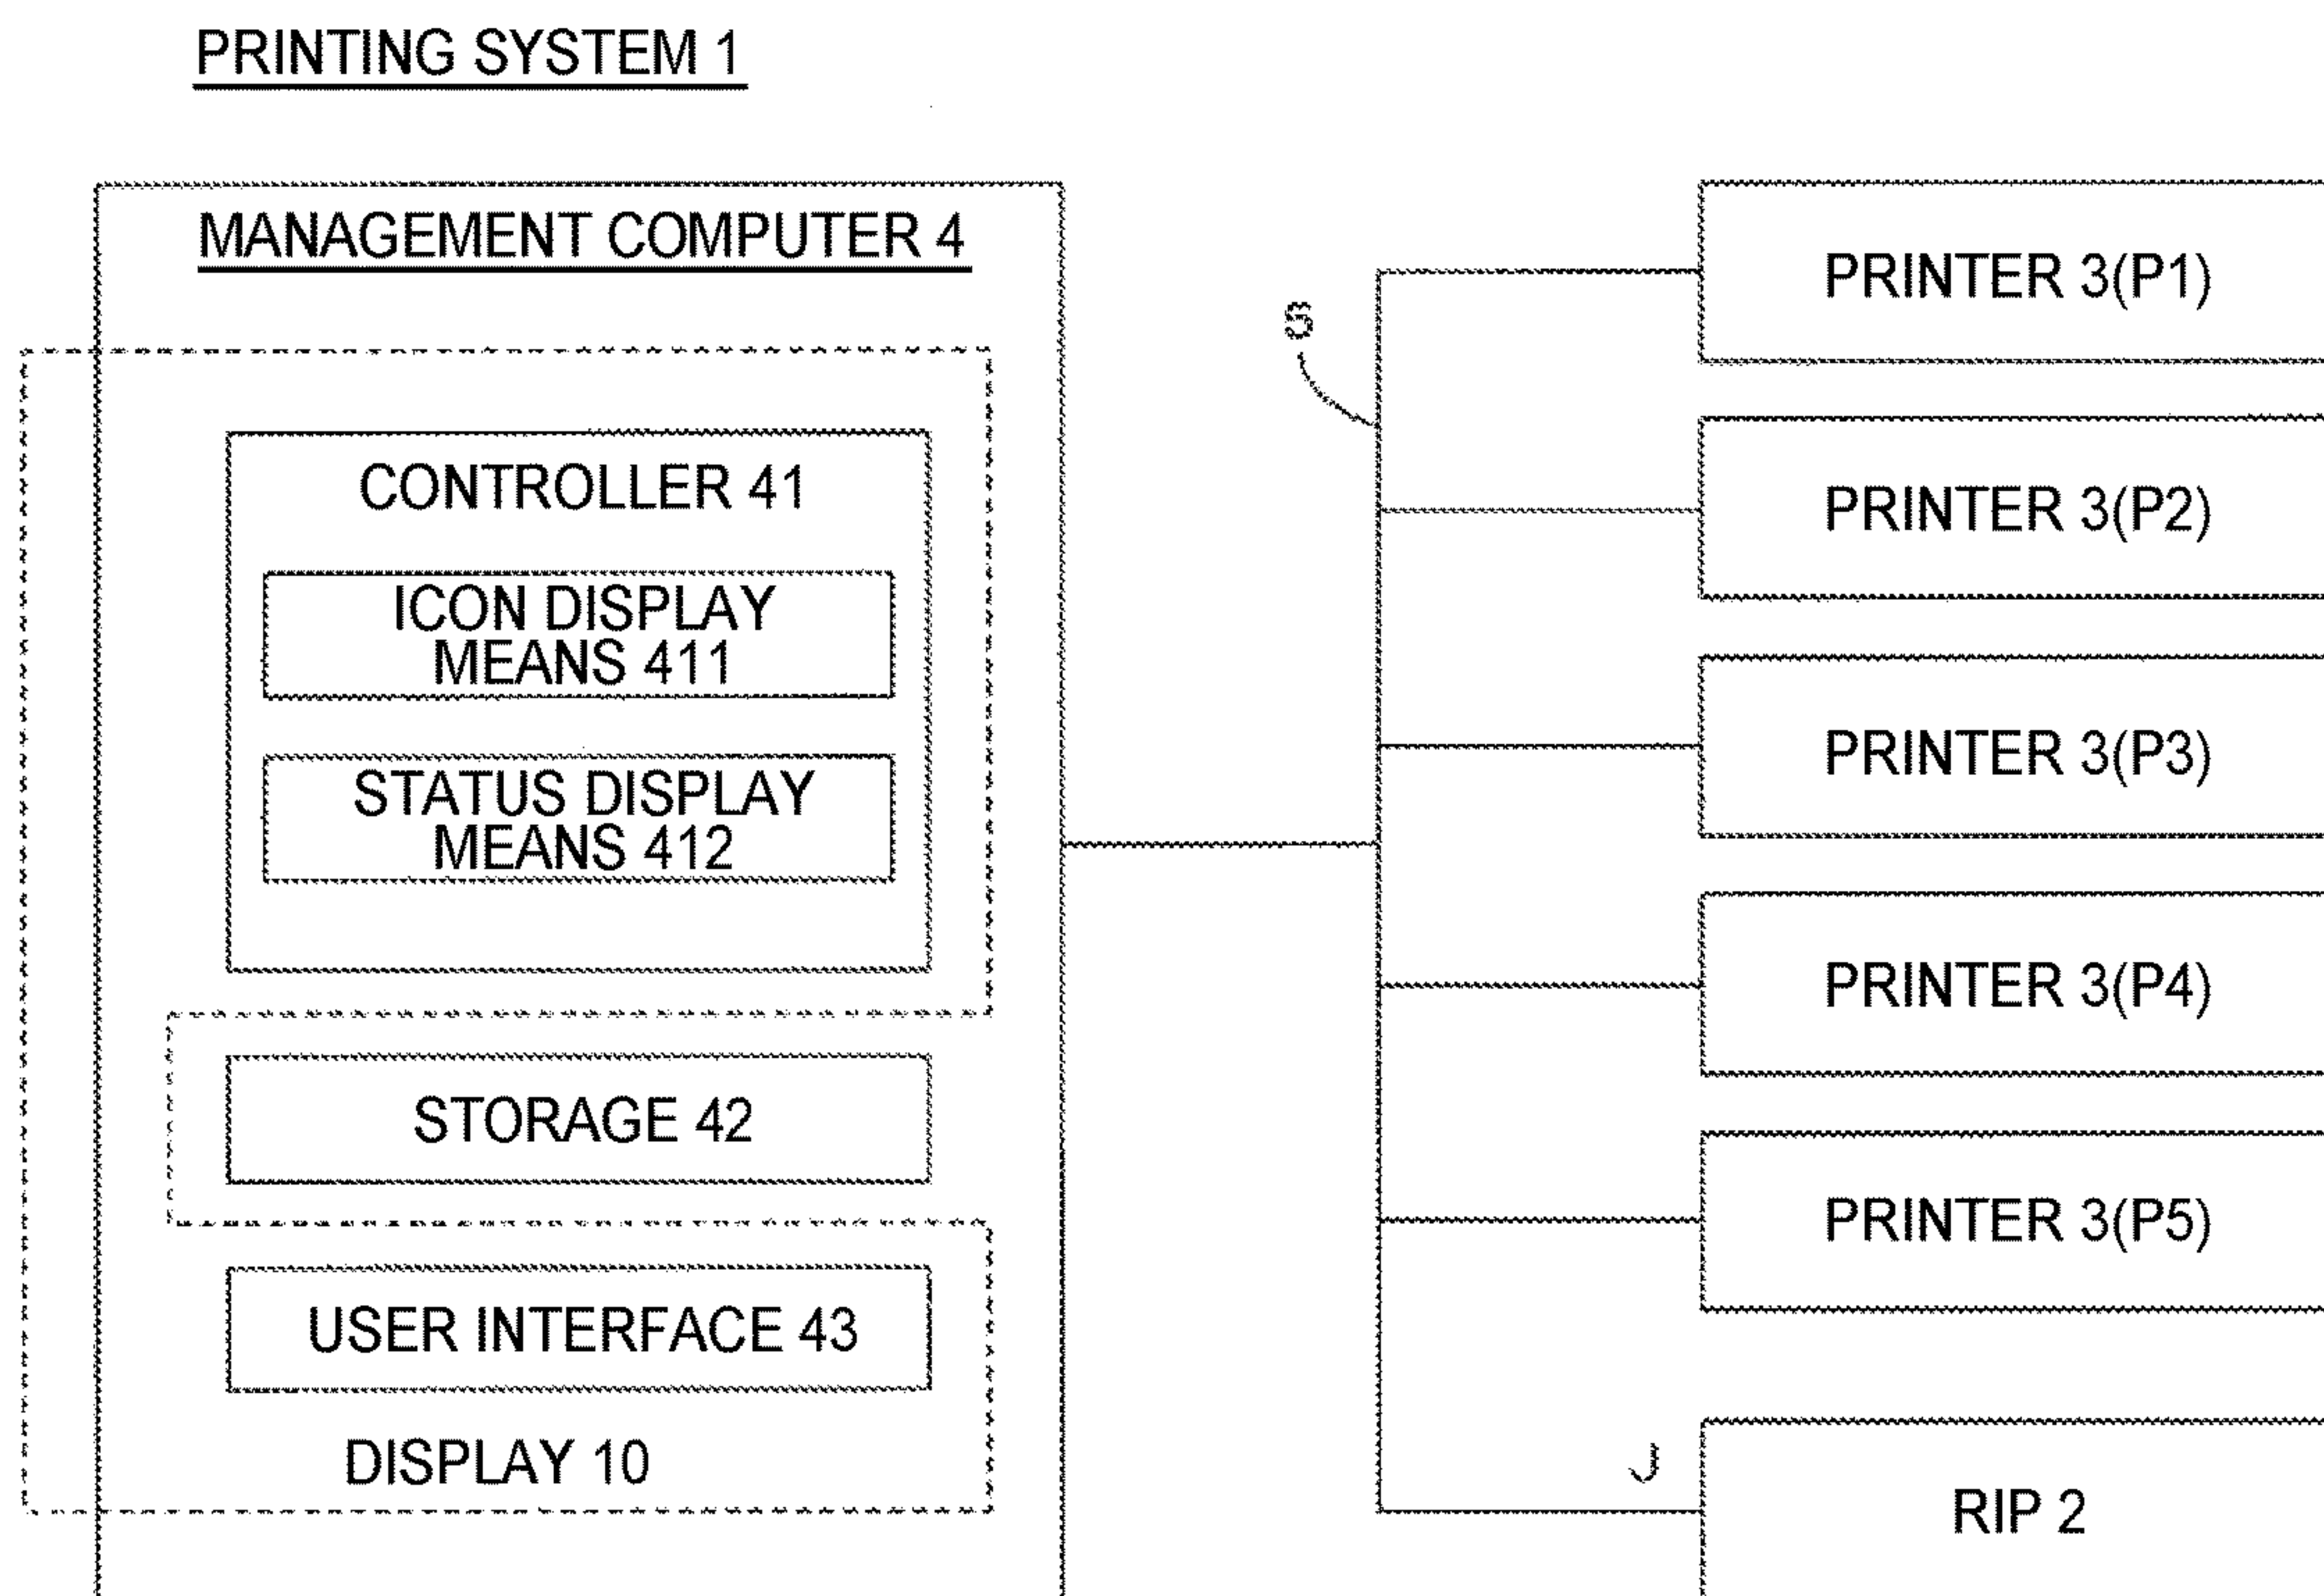 PRINTING SYSTEM 1
MANAGEMENT COMPUTER 4
CONTROLLER 41
ICON DISPLAY
MEANS 411
STATUS DISPLAY
MEANS 412
STORAGE 42
USER INTERFACE 43
DISPLAY 10
PRINTER 3(P1)
PRINTER 3(P2)
PRINTER 3(P3)
PRINTER 3(P4)
PRINTER 3(P5)
J
RIP 2